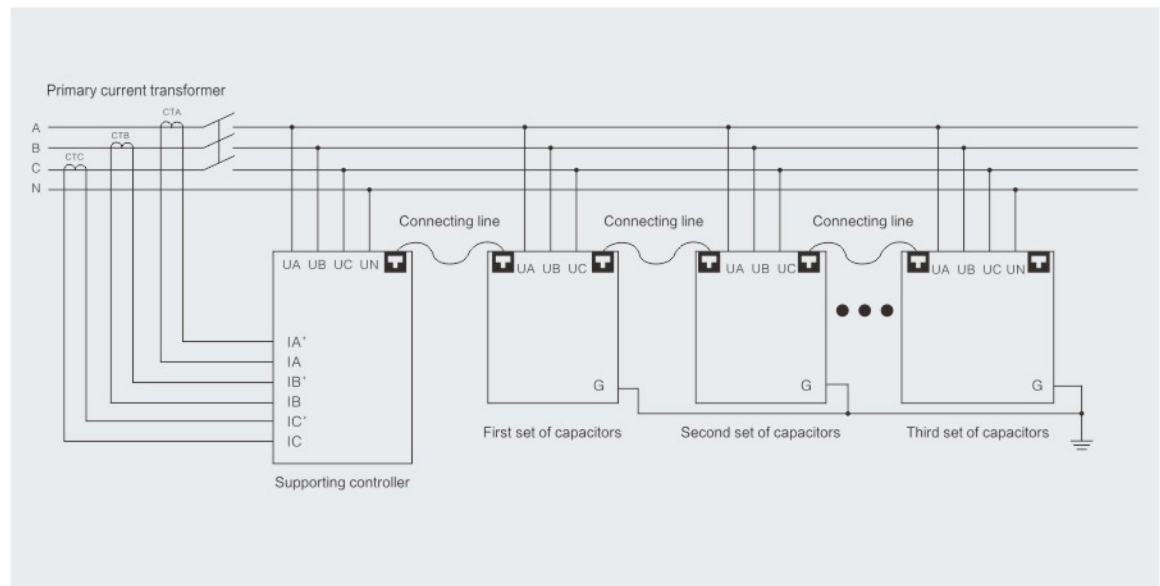 Primary current transformer
CTA
A
CTB
B
CTC
C
N
Connecting line Connecting line Connecting line
UA UB UC UN
UA UB UC
UA UB UC
UA UB UC UN
IA'
IA
IB'
IB
IC'
IC
G
G
G
First set of capacitors
Second set of capacitors
Third set of capacitors
Supporting controller